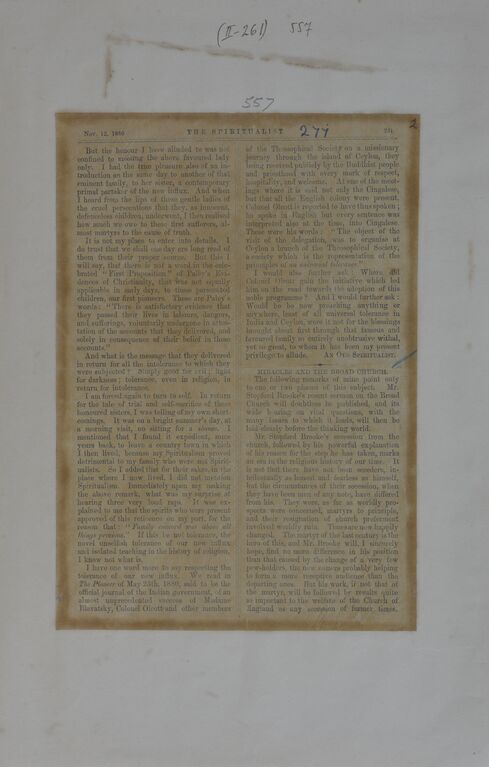 (II-261) 557
557
Nov. 12, 1880 THE SPIRITUALIST. 277 2
But the honour I have alluded to was not
confined to meeting the above favoured lady
only. I had the true pleasure also of an in-
troduction on the same day to another of that
eminent family, to her sister, a contemporary
primal partaker of the new influx. And when
I heard from the lips of these gentle ladies of
the cruel persecutions that they, as innocent,
defenceless children, underwent, I then realised
how much we owe to these first sufferers, al-
most martyrs to the cause of truth.
It is not my place to enter into details. I
do trust that we shall one day ere long read of
them from their proper source. But this I
will say, that there is not a word in the cele-
brated "First Proposition" of Palley's Evi-
dences of Christianity, that was not equally
applicable in early days, to these persecuted
children, our first pioneers. These are Paley's
words: "There is satisfactory evidence that
they passed their lives in labours, dangers,
and sufferings, voluntarily undergone in attes-
tation of the accounts that they delivered, and
solely in consequence of their belief in those
accounts."
And what is the message that they delivered
in return for all the intolerance to which they
were subjected? Simply good for evil; light
for darkness; tolerance, even in religion, in
return for intolerance.
I am forced again to turn to self. In return
for the tale of trial and self-sacrifice of these
honoured sisters, I was telling of my own short
comings. It was on a bright summer's day, at
a morning visit, no sitting for a séance. I
mentioned that I found it expedient, some
years back, to leave a country town in which
I then lived, because my Spiritualism proved
detrimental to my family who were not Spirit-
ualists. So I added that for their sakes, in the
place where I now lived, I did not mention
Spiritualism. Immediately upon my making
the above remark, what was my surprise at
hearing three very loud raps. It was ex-
plained to me that the spirits who were present
approved of this reticence on my part, for the
reason that "Family concord was above all
things precious." If this be not tolerance, the
novel unselfish tolerance of our new influx
and isolated teaching in the history of religion,
I know not what is.
I have one word more to say respecting the
tolerance of our new influx. We read in
The Pioneer of May 25th, 1880, said to be the
official journal of the Indian government, of an
almost unprecedented success of Madame
Blavatsky, Colonel Olcott and other members
of the Theosophical Society on a missionary
journey through the island of Ceylon, they
being received publicly by the Buddhist people
and priesthood with every mark of respect,
hospitality, and welcome. At one of the meet-
ings where it is said not only the Cingalese,
but that all the English colony were present,
Colonel Olcott is reported to have thus spoken;
he spoke in English but every sentence was
interpreted also at the time, into Cingalese.
These were his words: "The object of the
visit of the delegation, was to organise at
Ceylon a branch of the Theosophical Society,
a society which is the representation of the
principles of an universal tolerance."
I would also further ask: Where did
Colonel Olcott gain the initiative which led
him on the road towards the adoption of this
noble programme? And I would further ask:
Would he be now preaching anything or
anywhere, least of all universal tolerance in
India and Ceylon, were it not for the blessings
brought about first through that famous and
favoured family, so entirely unobtrusive withal,
yet so great, to whom it has been my present
privilege to allude. AN OLD SPIRITUALIST.
MIRACLES AND THE BROAD CHURCH.
The following remarks of mine point only
to one or two phases of this subject. Mr.
Stopford Brooke's recent sermon on the Broad
Church will doubtless be published, and its
wide bearing on vital questions, with the
many issues to which it leads, will then be
laid clearly before the thinking world.
Mr. Stopford Brooke's secession from the
church, followed by his powerful explanation
of his reason for the step he has taken, marks
an era in the religious history of our time. It
is not that there have not been seceders, in-
tellectually as honest and fearless as himself,
but the circumstances of their secession, when
they have been men of any note, have differed
from his. They were, as far as worldly pro-
spects were concerned, martyrs to principle,
and their resignation of church preferment
involved worldly ruin. Times are now happily
changed. The martyr of the last century is the
hero of this, and Mr. Brooke will, I sincerely
hope, find no more difference in his position
than that caused by the change of a very few
pew-holders, the new comers probably helping
to form a more receptive audience than the
departing ones. But his work, if not that of
the martyr, will be followed by results quite
as important to the welfare of the Church of
England as any secession of former times.